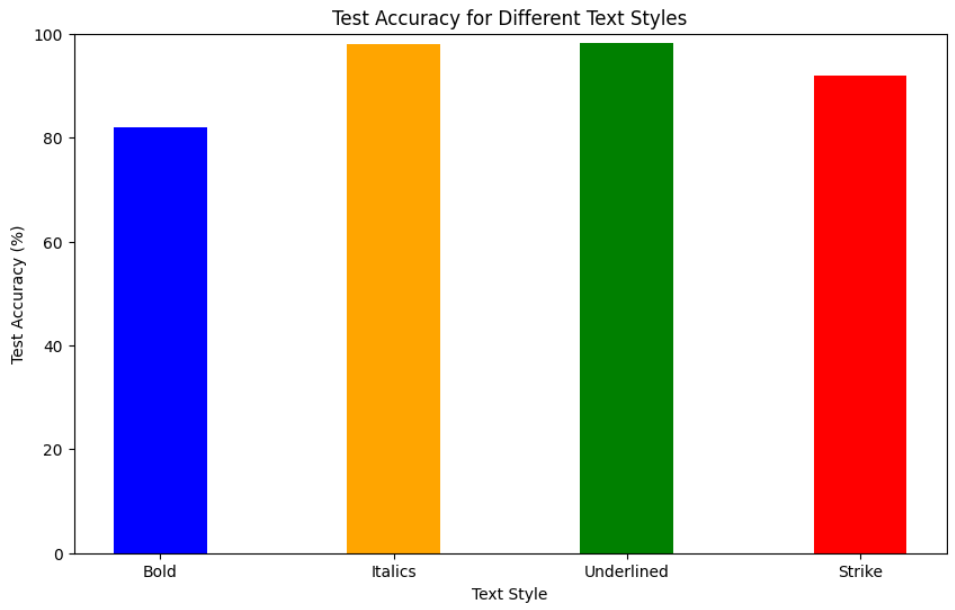 Test Accuracy for Different Text Styles
100
80
60
40
20
0
Test Accuracy (%)
Bold Italics Underlined Strike
Text Style